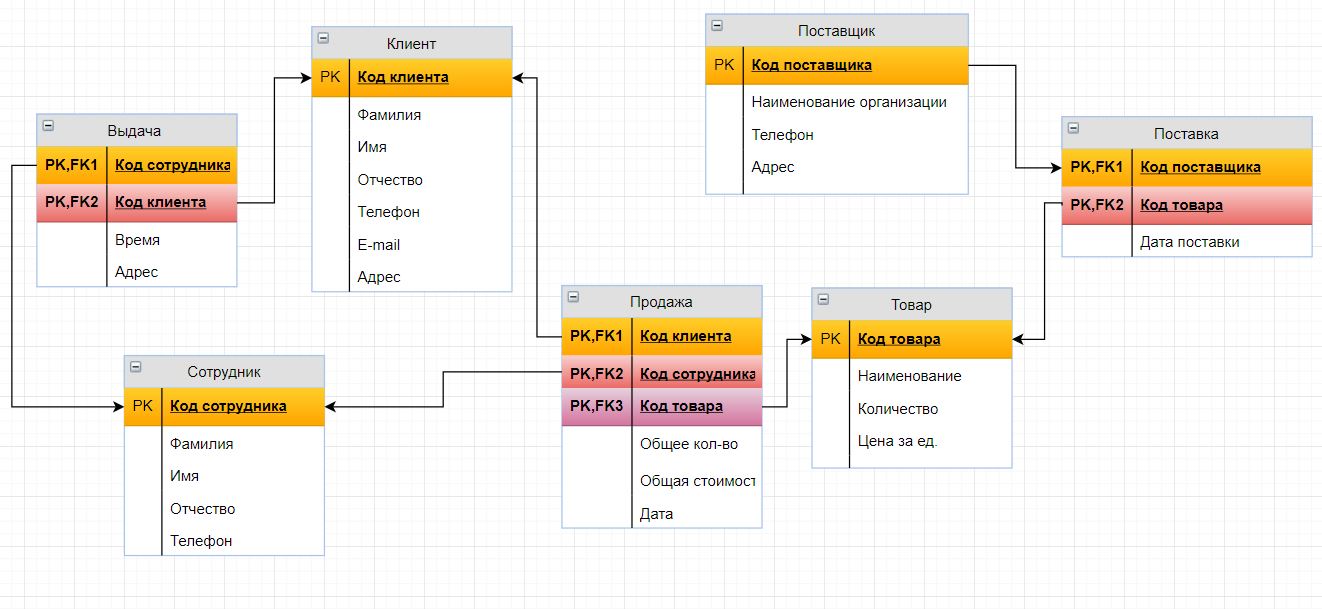 Клиент
PK Код клиента
Фамилия
Имя
Отчество
Телефон
E-mail
Адрес
Поставщик
PK Код поставщика
Наименование организации
Телефон
Адрес
Выдача
PK,FK1 Код сотрудника
PK,FK2 Код клиента
Время
Адрес
Поставка
PK,FK1 Код поставщика
PK,FK2 Код товара
Дата поставки
Сотрудник
PK Код сотрудника
Фамилия
Имя
Отчество
Телефон
Продажа
PK,FK1 Код клиента
PK,FK2 Код сотрудника
PK,FK3 Код товара
Общее кол-во
Общая стоимост
Дата
Товар
PK Код товара
Наименование
Количество
Цена за ед.